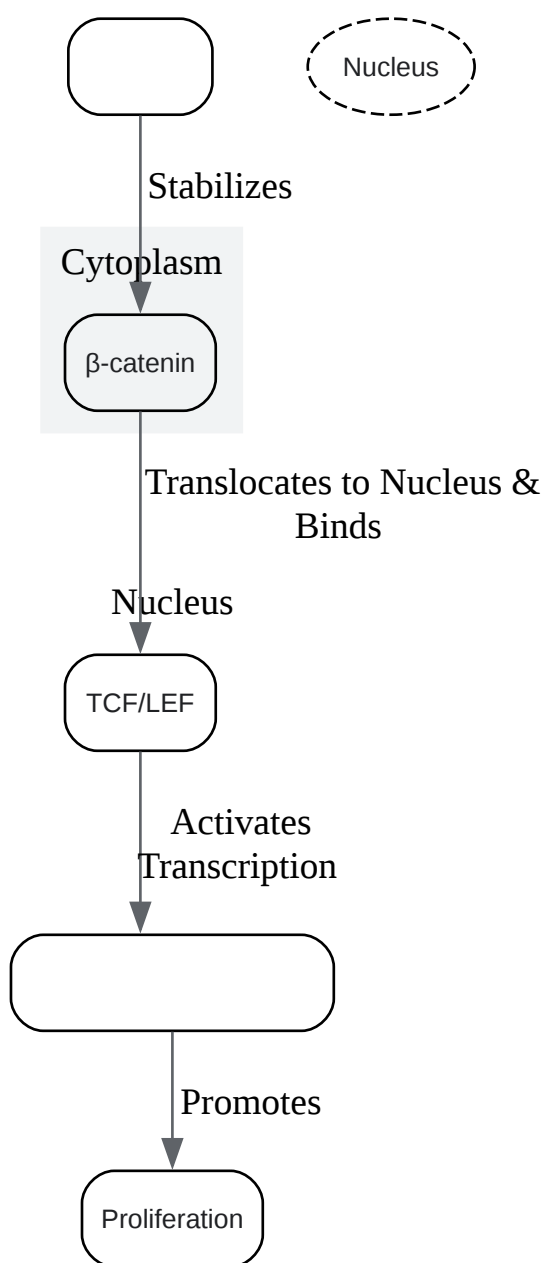 Nucleus
Stabilizes
Cytoplasm
β-catenin
Translocates to Nucleus &
Binds
Nucleus
TCF/LEF
Activates
Transcription
Promotes
Proliferation